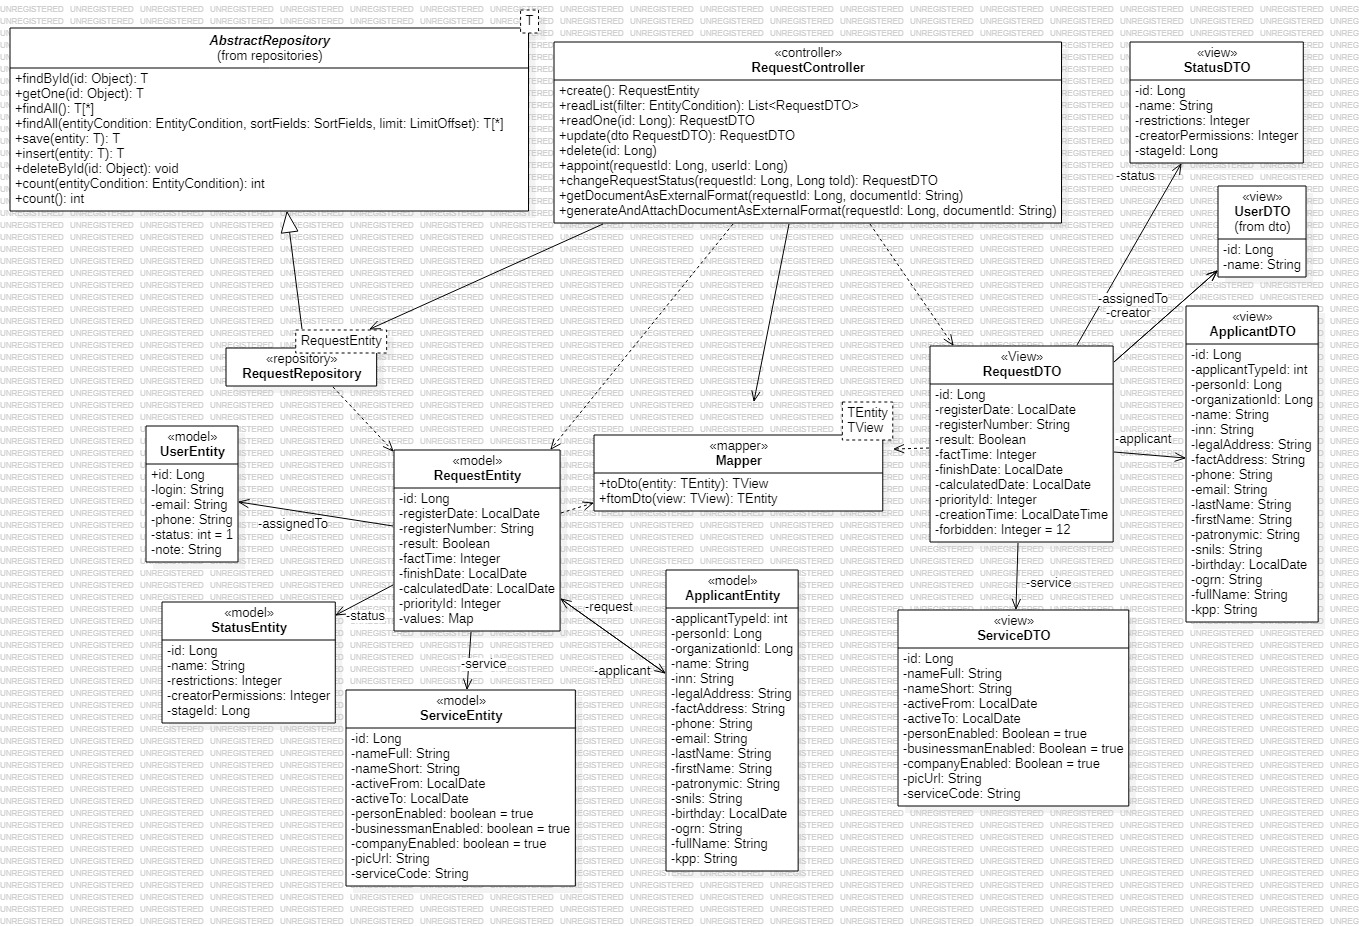 T
AbstractRepository
(from repositories)
+findById(id: Object): T
+getOne(id: Object): T
+findAll(): T[*]
+findAll(entityCondition: EntityCondition, sortFields: SortFields, limit: LimitOffset): T[*]
+save(entity: T): T
+insert(entity: T): T
+deleteById(id: Object): void
+count(entityCondition: EntityCondition): int
+count(): int
«controller»
RequestController
+create(): RequestEntity
+readList(filter: EntityCondition): List<RequestDTO>
+readOne(id: Long): RequestDTO
+update(dto RequestDTO): RequestDTO
+delete(id: Long)
+appoint(requestId: Long, userId: Long)
+changeRequestStatus(requestId: Long, Long toId): RequestDTO
+getDocumentAsExternalFormat(requestId: Long, documentId: String)
+generateAndAttachDocumentAsExternalFormat(requestId: Long, documentId: String)
«view»
StatusDTO
-id: Long
-name: String
-restrictions: Integer
-creatorPermissions: Integer
-stageId: Long
-status
«view»
UserDTO
(from dto)
-id: Long
-name: String
-assignedTo
-creator
«view»
ApplicantDTO
-id: Long
-applicantTypeId: int
-personId: Long
-organizationId: Long
-name: String
-inn: String
-legalAddress: String
-factAddress: String
-phone: String
-email: String
-lastName: String
-firstName: String
-patronymic: String
-snils: String
-birthday: LocalDate
-ogrn: String
-fullName: String
-kpp: String
RequestEntity
«repository»
RequestRepository
«View»
RequestDTO
-id: Long
-registerDate: LocalDate
-registerNumber: String
-result: Boolean
-factTime: Integer
-finishDate: LocalDate
-calculatedDate: LocalDate
-priorityId: Integer
-creationTime: LocalDateTime
-forbidden: Integer = 12
-applicant
TEntity
TView
«mapper»
Mapper
+toDto(entity: TEntity): TView
+ftomDto(view: TView): TEntity
«model»
UserEntity
+id: Long
-login: String
-email: String
-phone: String
-status: int = 1
-note: String
-assignedTo
«model»
RequestEntity
-id: Long
-registerDate: LocalDate
-registerNumber: String
-result: Boolean
-factTime: Integer
-finishDate: LocalDate
-calculatedDate: LocalDate
-priorityId: Integer
-values: Map
-status
«model»
StatusEntity
-id: Long
-name: String
-restrictions: Integer
-creatorPermissions: Integer
-stageId: Long
-service
«model»
ServiceEntity
-id: Long
-nameFull: String
-nameShort: String
-activeFrom: LocalDate
-activeTo: LocalDate
-personEnabled: boolean = true
-businessmanEnabled: boolean = true
-companyEnabled: boolean = true
-picUrl: String
-serviceCode: String
-request
-applicant
«model»
ApplicantEntity
-applicantTypeId: int
-personId: Long
-organizationId: Long
-name: String
-inn: String
-legalAddress: String
-factAddress: String
-phone: String
-email: String
-lastName: String
-firstName: String
-patronymic: String
-snils: String
-birthday: LocalDate
-ogrn: String
-fullName: String
-kpp: String
-service
«view»
ServiceDTO
-id: Long
-nameFull: String
-nameShort: String
-activeFrom: LocalDate
-activeTo: LocalDate
-personEnabled: Boolean = true
-businessmanEnabled: Boolean = true
-companyEnabled: Boolean = true
-picUrl: String
-serviceCode: String
UNREGISTERED